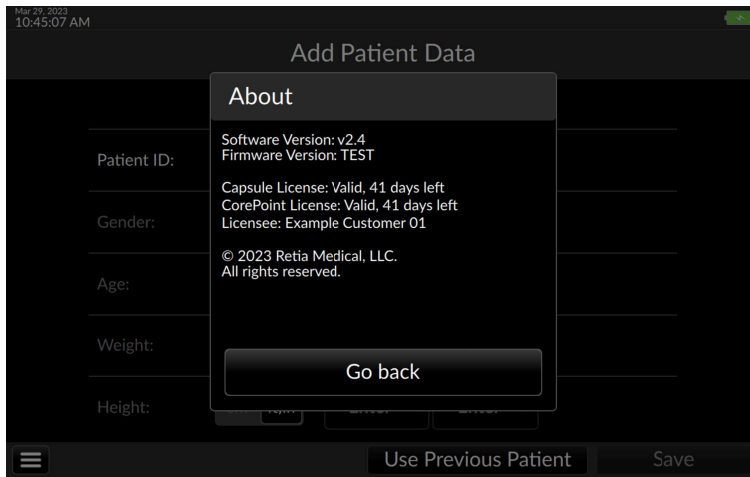 Mar 29, 2023
10:45:07 AM
Add Patient Data
About
Software Version: v2.4
Firmware Version: TEST
Capsule License: Valid, 41 days left
CorePoint License: Valid, 41 days left
Licensee: Example Customer 01
© 2023 Retia Medical, LLC.
All rights reserved.
Go back
Patient ID:
Gender:
Age:
Weight:
Height:
Use Previous Patient Save